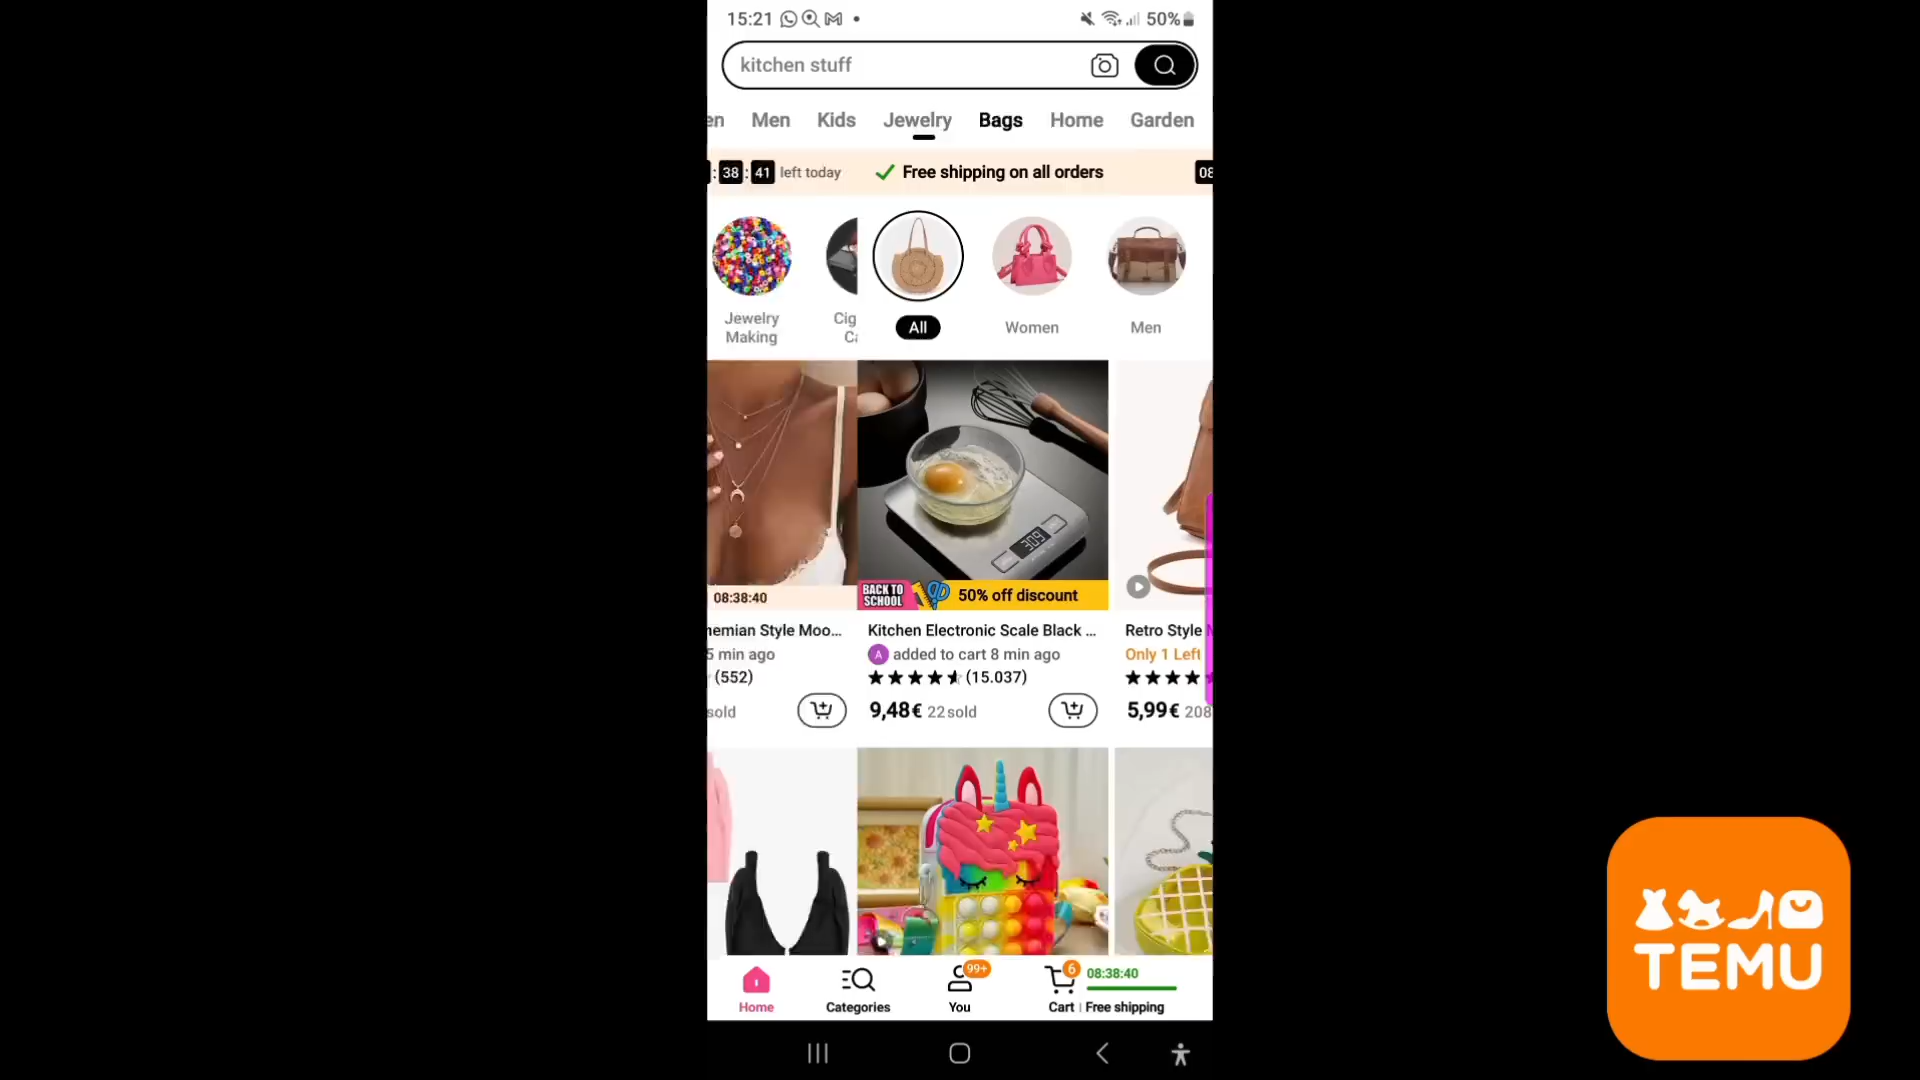 15:21
50%
kitchen stuff
en Men Kids Jewelry Bags Home Garden
: 38 : 41 left today
Free shipping on all orders
08
Jewelry
Making
Cig
Ca
All
Women
Men
309
08:38:40
BACK TO
SCHOOL
50% off discount
hemian Style Moo...
5 min ago
(552)
sold
Kitchen Electronic Scale Black ...
A added to cart 8 min ago
(15.037)
9,48€ 22 sold
Retro Style
Only 1 Left
5,99€ 208
Home
Categories
99+
You
6
08:38:40
Cart | Free shipping
TEMU